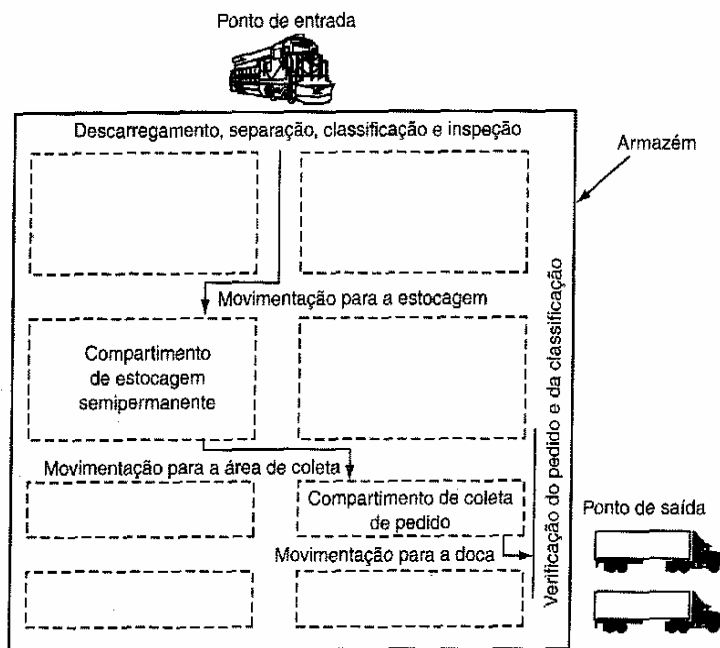 Ponto de entrada
Descarregamento, separação, classificação e inspeção
Armazém
Movimentação para a estocagem
Compartimento
de estocagem
semipermanente
Verificação do pedido e da classificação
Movimentação para a área de coleta
Compartimento de coleta
de pedido
Ponto de saída
Movimentação para a doca